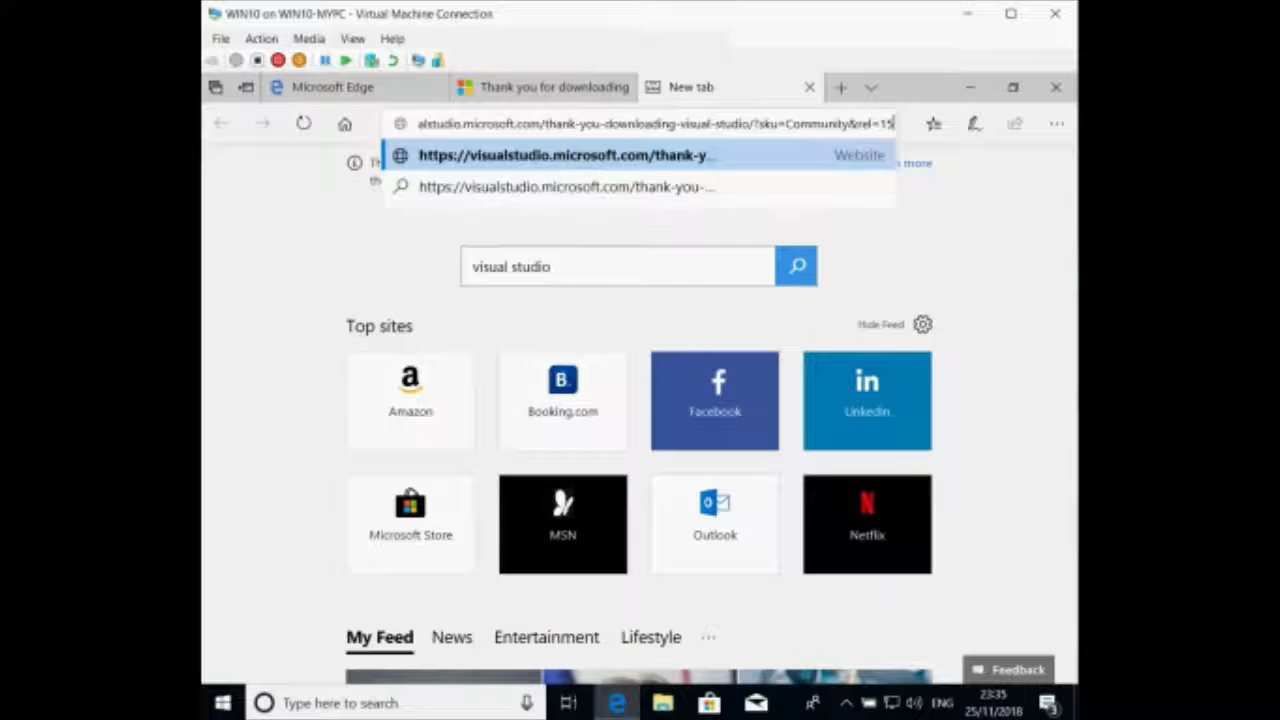 WIN10 on WIN10-MYPC - Virtual Machine Connection
File Action Media View Help
Microsoft Edge Thank you for downloading New tab
alstudio.microsoft.com/thank-you-downloading-visual-studio/?sku=Community&rel=15
https://visualstudio.microsoft.com/thank-y... Website
more
https://visualstudio.microsoft.com/thank-you-...
visual studio
Top sites Hide Feed
a B. f in
Amazon Booking.com Facebook LinkedIn
N
Microsoft Store MSN Outlook Netflix
My Feed News Entertainment Lifestyle ...
Feedback
Type here to search ENG 23:35
25/11/2018 3